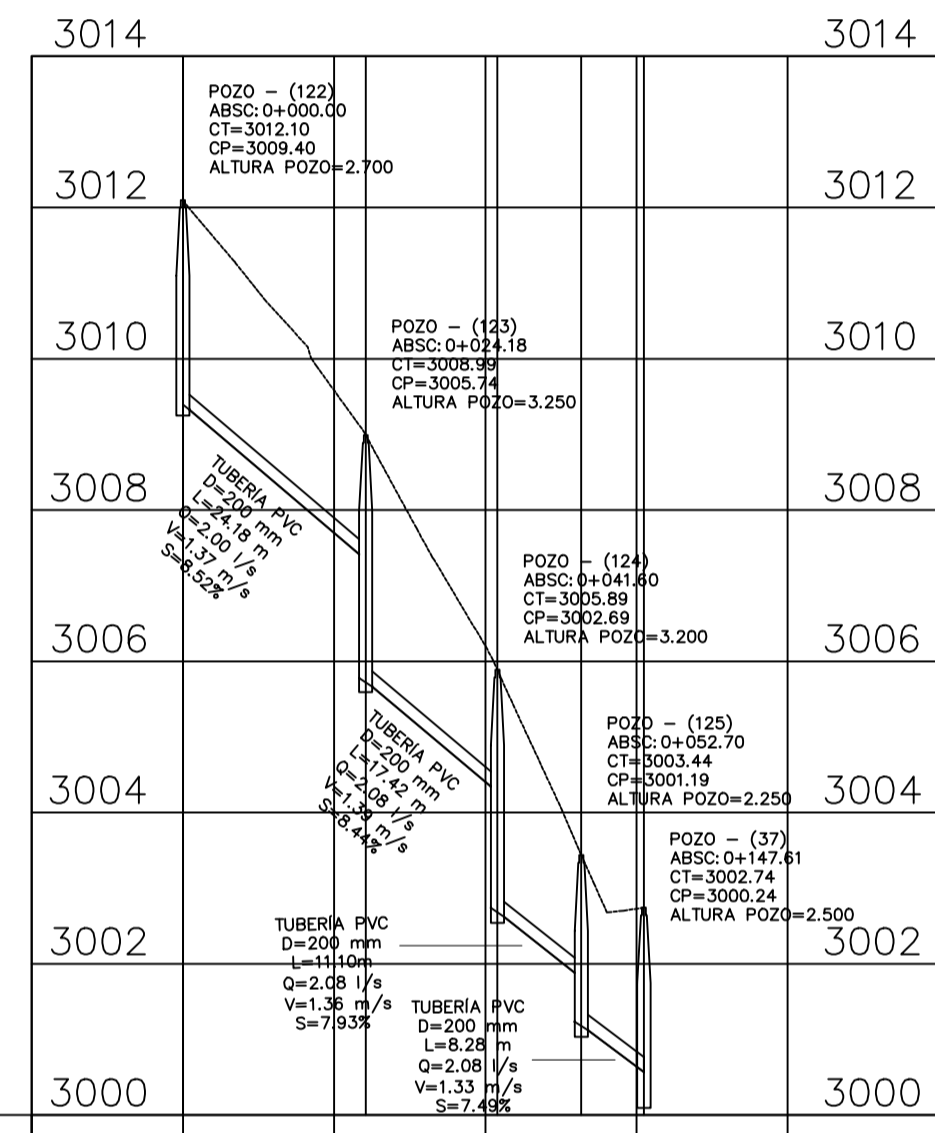 3014
3014
POZO – (122)
ABSC: 0+000.00
CT=3012.10
CP=3009.40
ALTURA POZO=2.700
3012
3012
POZO – (123)
ABSC: 0+024.18
CT=3008.99
CP=3005.74
ALTURA POZO=3.250
3010
3010
TUBERÍA PVC
D=200 mm
L=24.18 m
Q=2.00 l/s
V=1.37 m/s
S=8.52%
3008
3008
POZO – (124)
ABSC: 0+041.60
CT=3005.89
CP=3002.69
ALTURA POZO=3.200
3006
3006
TUBERÍA PVC
D=200 mm
L=17.42 m
Q=2.08 l/s
V=1.39 m/s
S=8.44%
POZO – (125)
ABSC: 0+052.70
CT=3003.44
CP=3001.19
ALTURA POZO=2.250
3004
3004
POZO – (37)
ABSC: 0+147.61
CT=3002.74
CP=3000.24
ALTURA POZO=2.500
TUBERÍA PVC
D=200 mm
L=11.10m
Q=2.08 l/s
V=1.36 m/s
S=7.93%
3002
3002
TUBERÍA PVC
D=200 mm
L=8.28 m
Q=2.08 l/s
V=1.33 m/s
S=7.49%
3000
3000